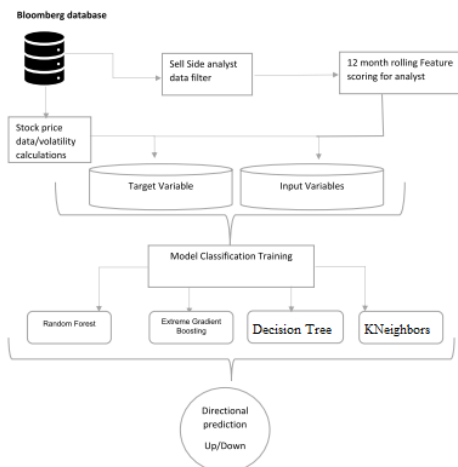 Bloomberg database
Sell Side analyst
data filter
12 month rolling Feature
scoring for analyst
Stock price
data/volatility
calculations
Target Variable
Input Variables
Model Classification Training
Random Forest
Extreme Gradient
Boosting
Decision Tree
KNeighbors
Directional
prediction
Up/Down